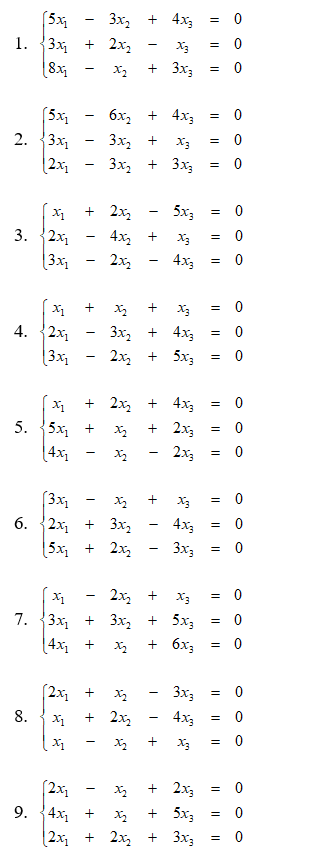 5x₁ − 3x₂ + 4x₃ = 0
1. 3x₁ + 2x₂ − x₃ = 0
8x₁ − x₂ + 3x₃ = 0
5x₁ − 6x₂ + 4x₃ = 0
2. 3x₁ − 3x₂ + x₃ = 0
2x₁ − 3x₂ + 3x₃ = 0
x₁ + 2x₂ − 5x₃ = 0
3. 2x₁ − 4x₂ + x₃ = 0
3x₁ − 2x₂ − 4x₃ = 0
x₁ + x₂ + x₃ = 0
4. 2x₁ − 3x₂ + 4x₃ = 0
3x₁ − 2x₂ + 5x₃ = 0
x₁ + 2x₂ + 4x₃ = 0
5. 5x₁ + x₂ + 2x₃ = 0
4x₁ − x₂ − 2x₃ = 0
3x₁ − x₂ + x₃ = 0
6. 2x₁ + 3x₂ − 4x₃ = 0
5x₁ + 2x₂ − 3x₃ = 0
x₁ − 2x₂ + x₃ = 0
7. 3x₁ + 3x₂ + 5x₃ = 0
4x₁ + x₂ + 6x₃ = 0
2x₁ + x₂ − 3x₃ = 0
8. x₁ + 2x₂ − 4x₃ = 0
x₁ − x₂ + x₃ = 0
2x₁ − x₂ + 2x₃ = 0
9. 4x₁ + x₂ + 5x₃ = 0
2x₁ + 2x₂ + 3x₃ = 0